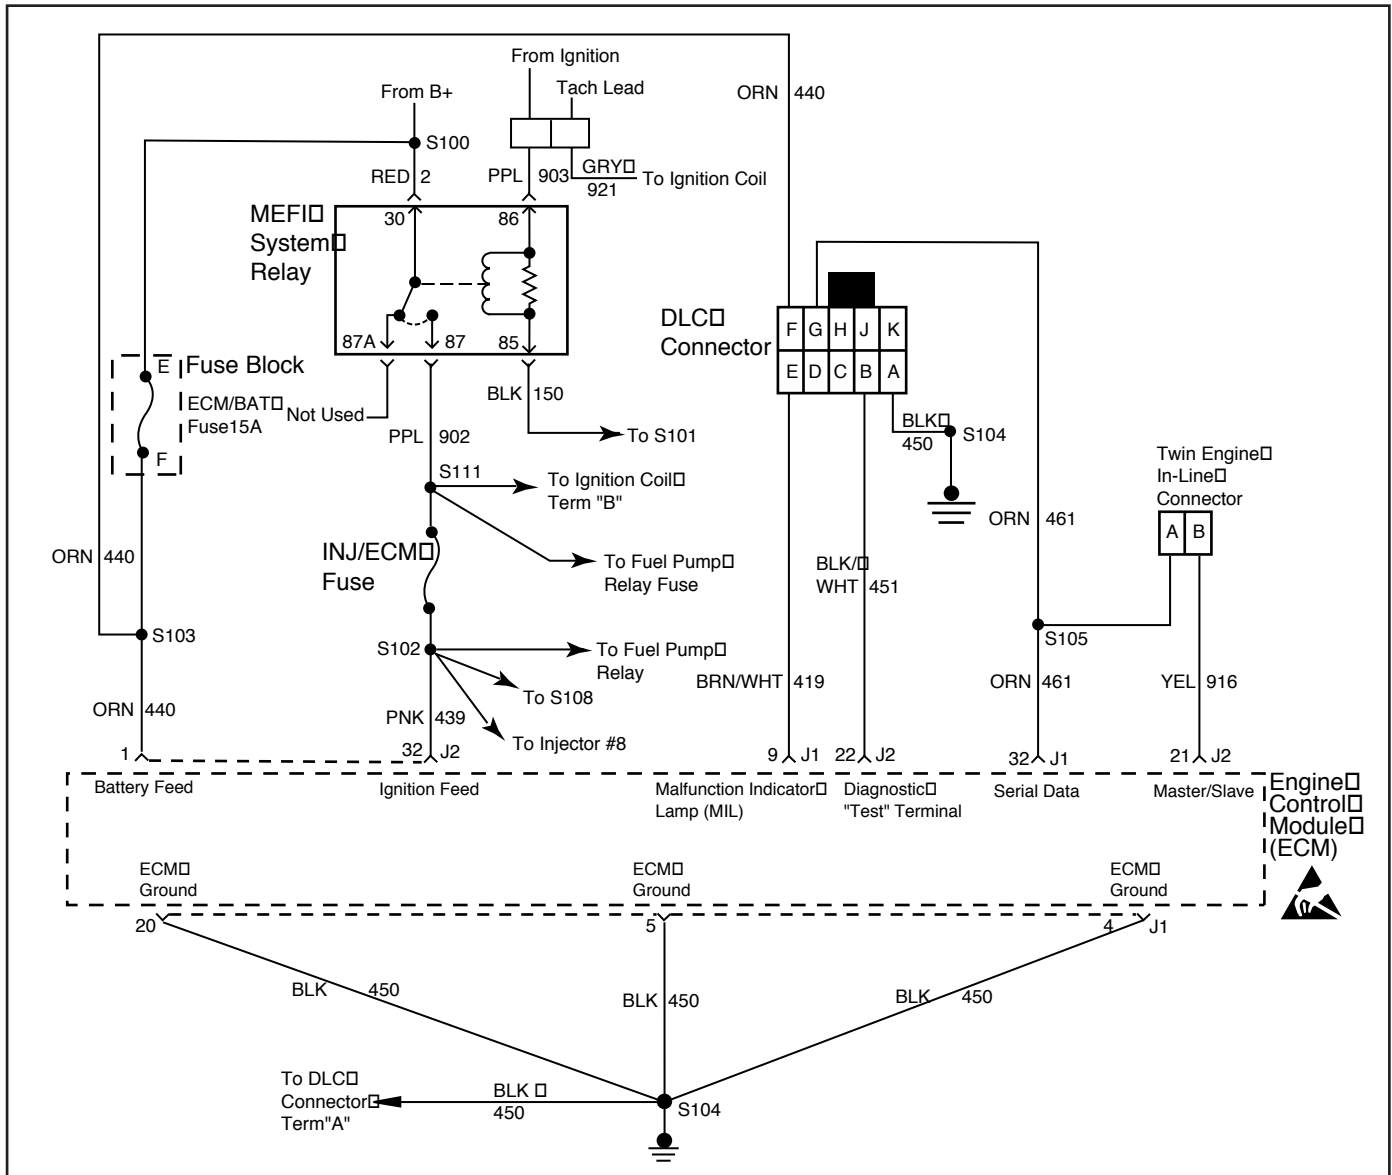 From Ignition
From B+
Tach Lead
ORN 440
S100
RED 2
PPL 903
GRY□
921
To Ignition Coil
MEFI□
System□
Relay
30
86
87A
87
85
DLC□
Connector
F G H J K
E D C B A
E
Fuse Block
ECM/BAT□
Fuse15A
F
Not Used
BLK 150
To S101
PPL 902
S111
To Ignition Coil□
Term "B"
BLK□
450
S104
Twin Engine□
In-Line□
Connector
A B
ORN 461
ORN 440
INJ/ECM□
Fuse
To Fuel Pump□
Relay Fuse
BLK/□
WHT 451
S103
S102
To Fuel Pump□
Relay
To S108
To Injector #8
S105
BRN/WHT 419
ORN 461
YEL 916
ORN 440
PNK 439
1
32 J2
9 J1
22 J2
32 J1
21 J2
Battery Feed
Ignition Feed
Malfunction Indicator□
Lamp (MIL)
Diagnostic□
"Test" Terminal
Serial Data
Master/Slave
Engine□
Control□
Module□
(ECM)
ECM□
Ground
ECM□
Ground
ECM□
Ground
20
5
4 J1
BLK 450
BLK 450
BLK 450
To DLC□
Connector□
Term"A"
BLK □
450
S104